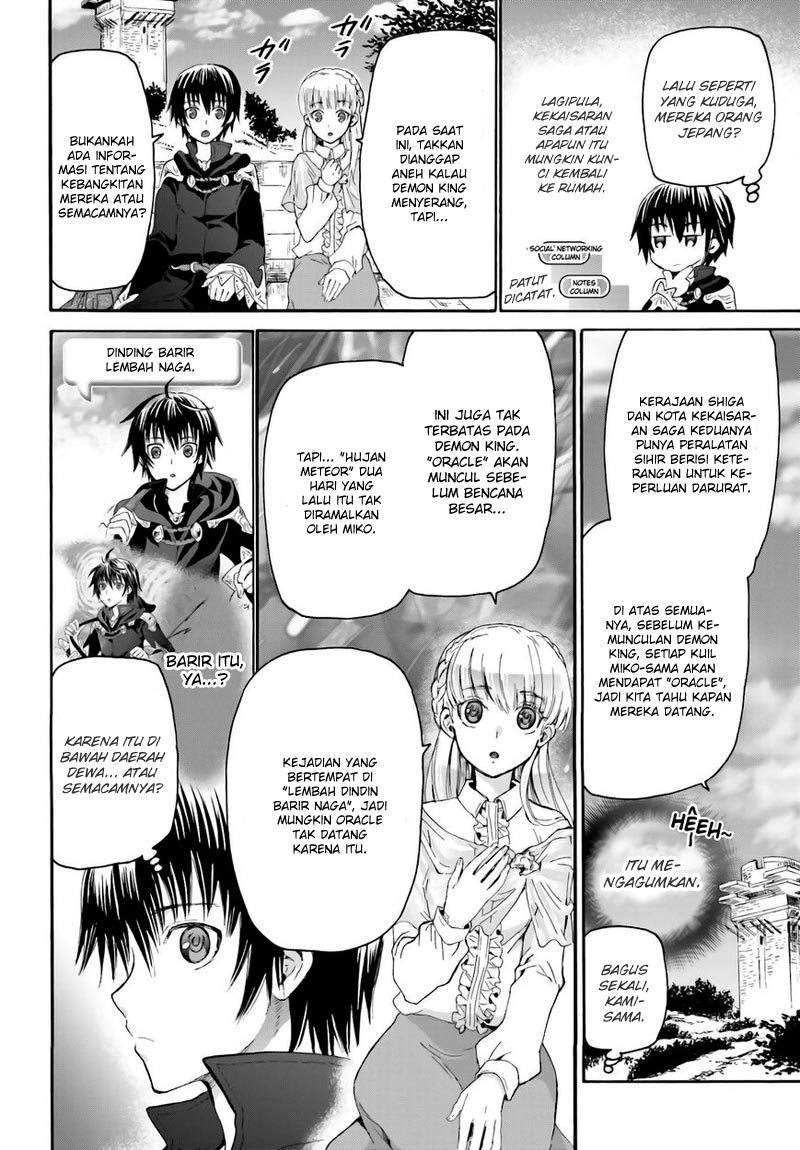 LALU SEPERTI
YANG KUDUGA,
MEREKA ORANG
JEPANG?
LAGIPULA,
KEKAISARAN
SAGA ATAU
APAPUN ITU
MUNGKIN KUN-
CI KEMBALI
KE RUMAH.
SOCIAL NETWORKING
COLUMN
PATUT
DICATAT.
NOTES
COLUMN
ガ
ガ
PADA SAAT
INI, TAKKAN
DIANGGAP
ANEH KALAU
DEMON KING
MENYERANG,
TAPI...
BUKANKAH
ADA INFOR-
MASI TENTANG
KEBANGKITAN
MEREKA ATAU
SEMACAMNYA?
KERAJAAN SHIGA
DAN KOTA KEKAISAR-
AN SAGA KEDUANYA
PUNYA PERALATAN
SIHIR BERISI KETE-
RANGAN UNTUK KE-
PERLUAN DARURAT.
DI ATAS SEMUA-
NYA, SEBELUM KE-
MUNCULAN DEMON
KING, SETIAP KUIL
MIKO-SAMA AKAN
MENDAPAT "ORACLE",
JADI KITA TAHU KAPAN
MEREKA DATANG.
HEEH~
ITU ME-
NGAGUMKAN.
BAGUS
SEKALI,
KAMI-
SAMA.
INI JUGA TAK
TERBATAS PADA
DEMON KING.
"ORACLE" AKAN
MUNCUL SEBE-
LUM BENCANA
BESAR...
TAPI... "HUJAN
METEOR" DUA
HARI YANG
LALU ITU TAK
DIRAMALKAN
OLEH MIKO.
KEJADIAN YANG
BERTEMPAT DI
"LEMBAH DINDIN
BARIR NAGA", JADI
MUNGKIN ORACLE
TAK DATANG
KARENA ITU.
DINDING BARIR
LEMBAH NAGA.
BARIR ITU,
YA...?
KARENA ITU DI
BAWAH DAERAH
DEWA... ATAU
SEMACAMNYA?